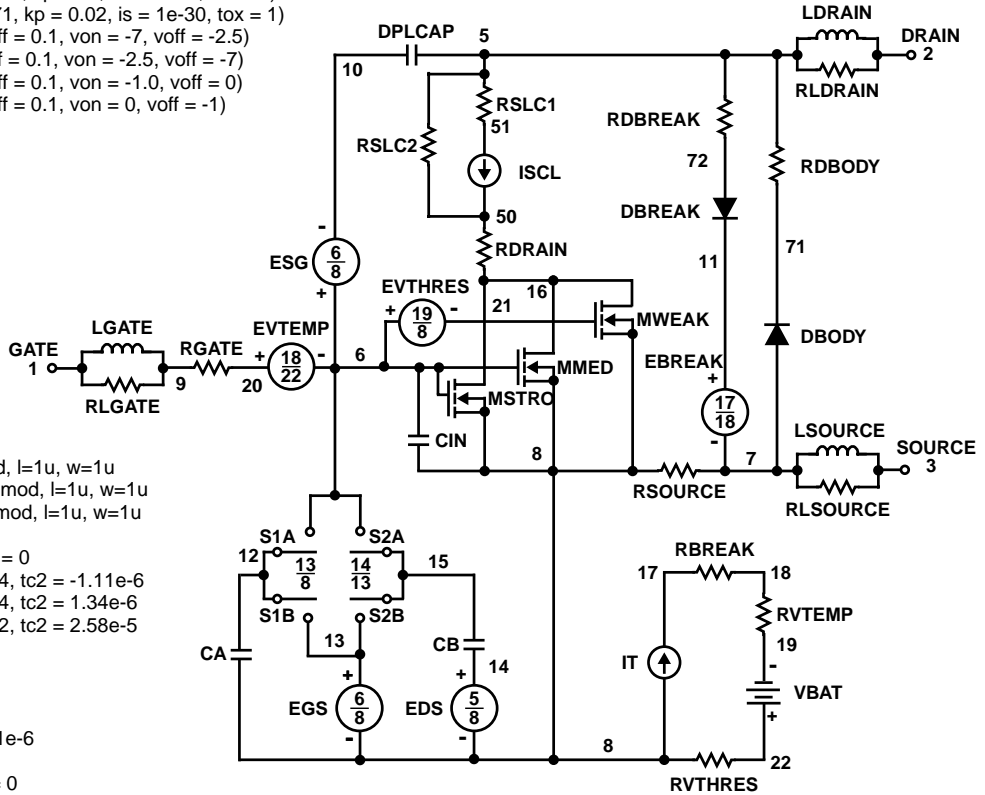 71, kp = 0.02, is = 1e-30, tox = 1)
ff = 0.1, von = -7, voff = -2.5)
f = 0.1, von = -2.5, voff = -7)
ff = 0.1, von = -1.0, voff = 0)
ff = 0.1, von = 0, voff = -1)
LDRAIN
DPLCAP
5
DRAIN
2
10
RLDRAIN
RSLC1
51
RDBREAK
RSLC2
72
RDBODY
ISCL
DBREAK
50
RDRAIN
71
-
ESG
6
8
+
11
EVTHRES
16
+
19
8
-
21
MWEAK
LGATE
EVTEMP
GATE
1
RGATE
+
18
22
-
6
EBREAK
DBODY
MMED
+
9
20
MSTRO
RLGATE
17
18
-
LSOURCE
CIN
8
7
SOURCE
3
d, l=1u, w=1u
mod, l=1u, w=1u
mod, l=1u, w=1u
RSOURCE
RLSOURCE
= 0
4, tc2 = -1.11e-6
4, tc2 = 1.34e-6
2, tc2 = 2.58e-5
S1A
S2A
12
13
8
14
13
15
RBREAK
17
18
S1B
S2B
RVTEMP
13
CB
19
CA
+
+
14
IT
-
EGS
6
8
EDS
5
8
VBAT
-
-
+
1e-6
8
22
= 0
RVTHRES